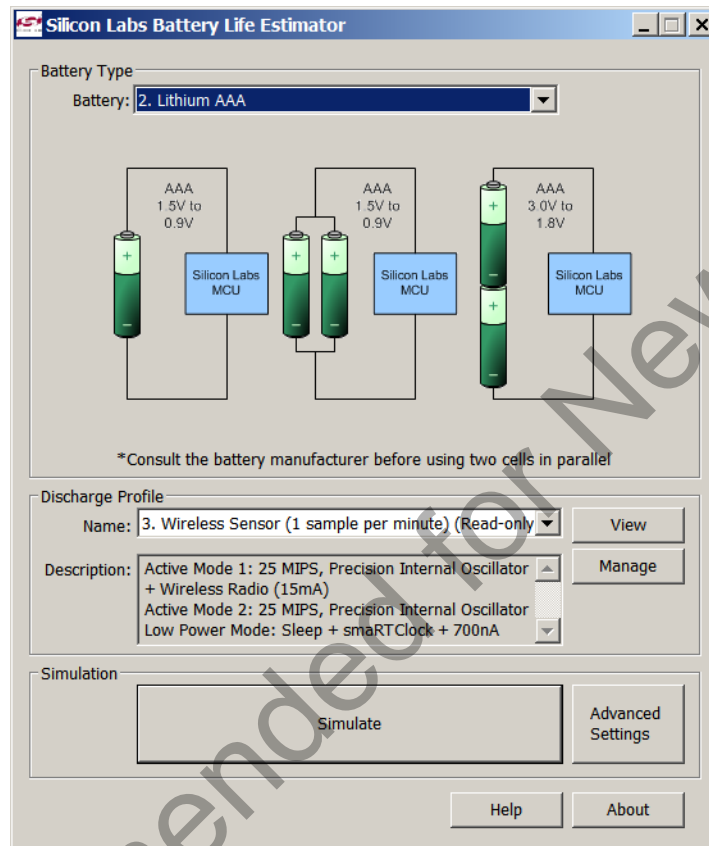 Silicon Labs Battery Life Estimator
Battery Type
Battery: 2. Lithium AAA
AAA
1.5V to
0.9V
+
-
Silicon Labs
MCU
AAA
1.5V to
0.9V
+ +
- -
Silicon Labs
MCU
AAA
3.0V to
1.8V
+
-
+
-
Silicon Labs
MCU
*Consult the battery manufacturer before using two cells in parallel
Discharge Profile
Name: 3. Wireless Sensor (1 sample per minute) (Read-only
View
Description: Active Mode 1: 25 MIPS, Precision Internal Oscillator
+ Wireless Radio (15mA)
Active Mode 2: 25 MIPS, Precision Internal Oscillator
Low Power Mode: Sleep + smaRTClock + 700nA
Manage
Simulation
Simulate
Advanced
Settings
Help
About
ended for New